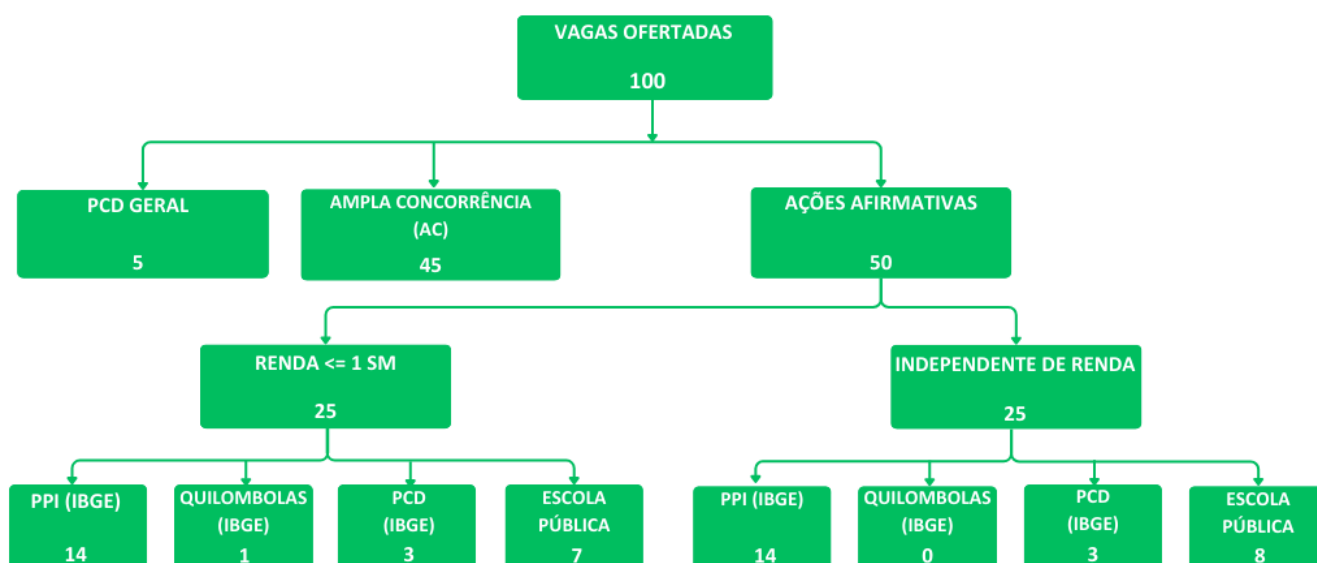 VAGAS OFERTADAS
100
PCD GERAL
5
AMPLA CONCORRÊNCIA
(AC)
45
AÇÕES AFIRMATIVAS
50
RENDA <= 1 SM
25
INDEPENDENTE DE RENDA
25
PPI (IBGE)
14
QUILOMBOLAS
(IBGE)
1
PCD
(IBGE)
3
ESCOLA
PÚBLICA
7
PPI (IBGE)
14
QUILOMBOLAS
(IBGE)
0
PCD
(IBGE)
3
ESCOLA
PÚBLICA
8